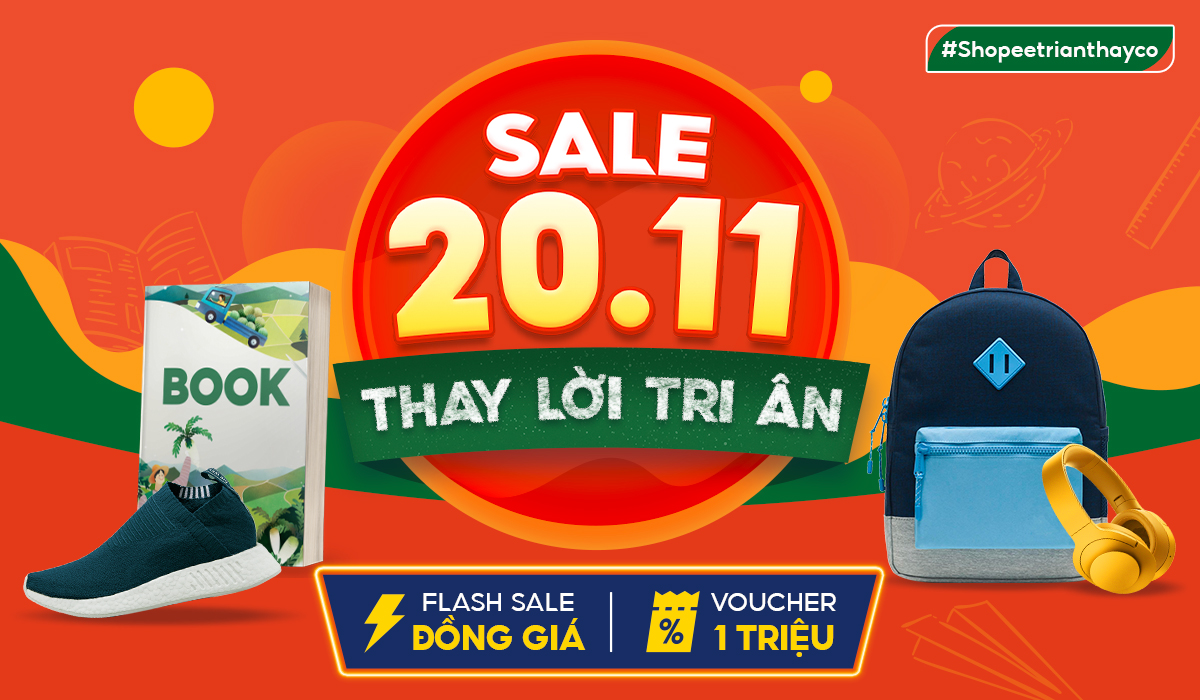 #Shopeetrianthayco
SALE
20.11
THAY LỜI TRI ÂN
BOOK
FLASH SALE
ĐỒNG GIÁ
%
VOUCHER
1 TRIỆU